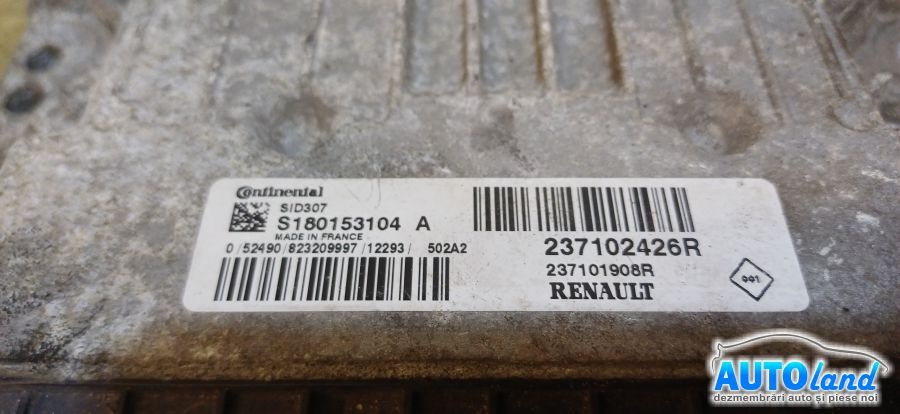 Continental
SID307
S180153104 A
MADE IN FRANCE
0/52490/823209997/12293/ 502A2
237102426R
237101908R
RENAULT
001
AUTOland
dezmembrări auto și piese noi